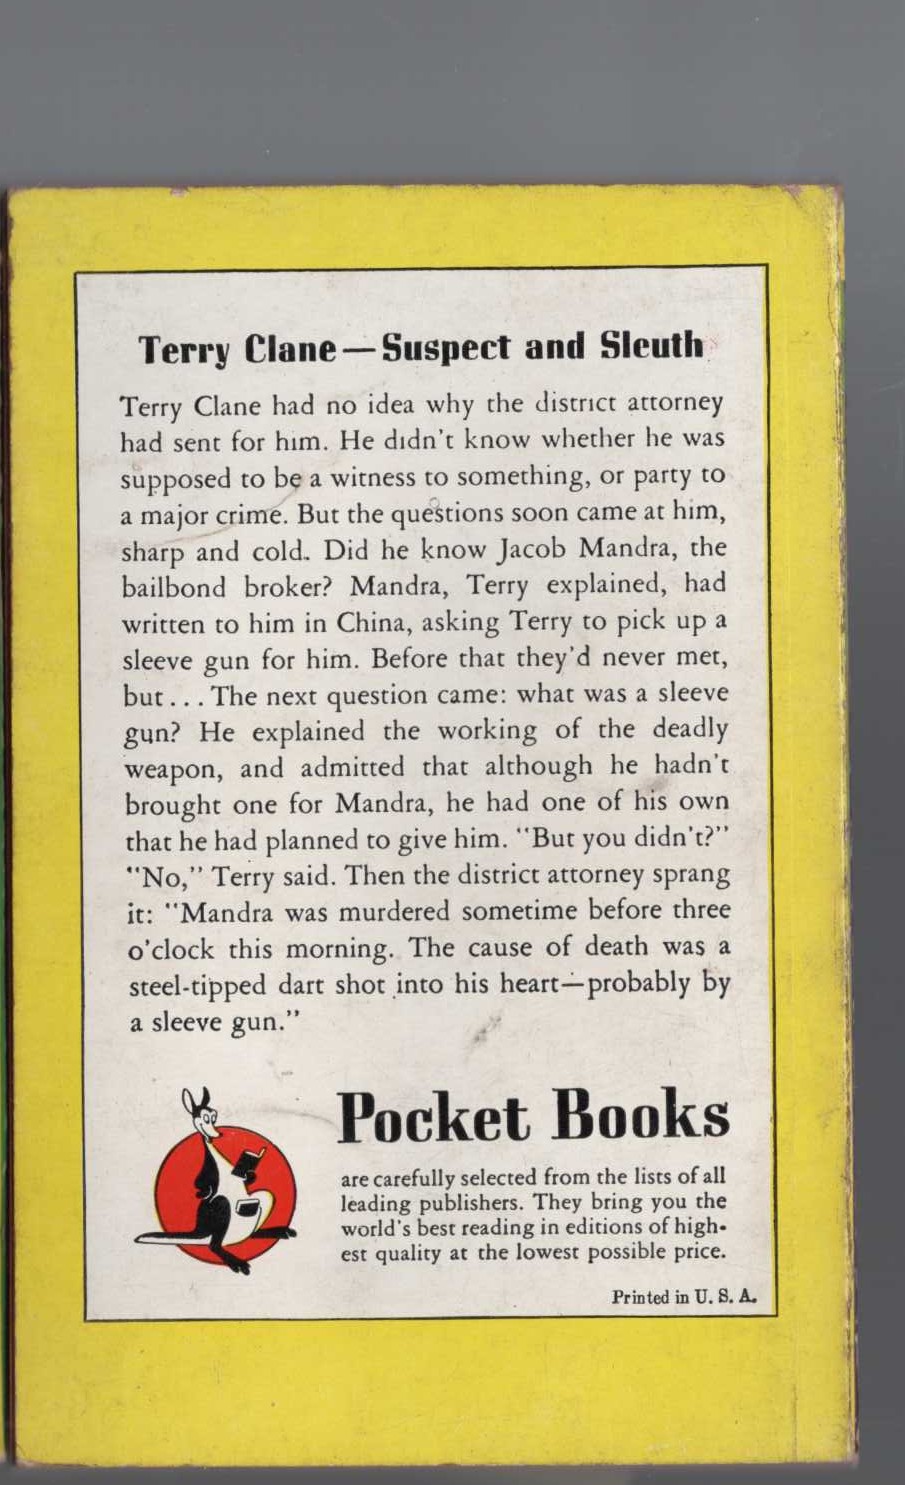 Terry Clane—Suspect and Sleuth
Terry Clane had no idea why the district attorney
had sent for him. He didn't know whether he was
supposed to be a witness to something, or party to
a major crime. But the questions soon came at him,
sharp and cold. Did he know Jacob Mandra, the
bailbond broker? Mandra, Terry explained, had
written to him in China, asking Terry to pick up a
sleeve gun for him. Before that they'd never met,
but . . . The next question came: what was a sleeve
gun? He explained the working of the deadly
weapon, and admitted that although he hadn't
brought one for Mandra, he had one of his own
that he had planned to give him. "But you didn't?"
"No," Terry said. Then the district attorney sprang
it: "Mandra was murdered sometime before three
o'clock this morning. The cause of death was a
steel-tipped dart shot into his heart—probably by
a sleeve gun."
Pocket Books
are carefully selected from the lists of all
leading publishers. They bring you the
world's best reading in editions of high-
est quality at the lowest possible price.
Printed in U. S. A.